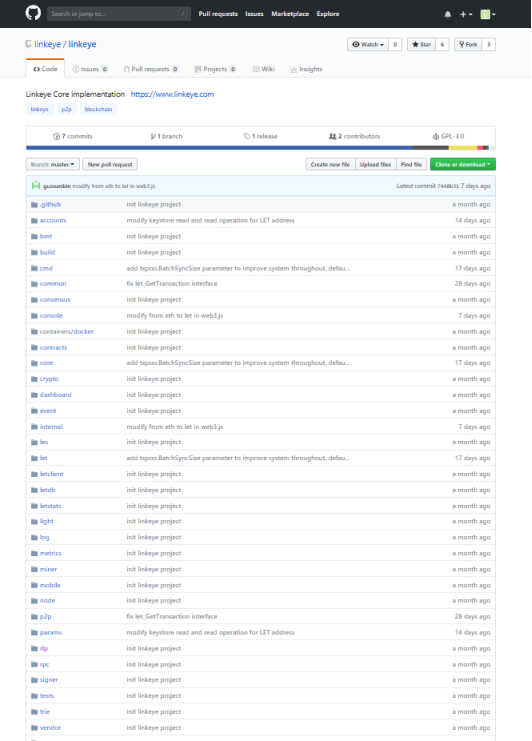 Search or jump to... / Pull requests Issues Marketplace Explore
linkeye / linkeye Watch 0 Star 6 Fork 3
Code Issues 0 Pull requests 0 Projects 0 Wiki Insights
Linkeye Core implementation https://www.linkeye.com
linkeye p2p blockchain
7 commits 1 branch 1 release 2 contributors GPL-3.0
Branch: master New pull request Create new file Upload files Find file Clone or download
guosanbin modify from eth to let in web3.js Latest commit 7448b31 7 days ago
.github init linkeye project a month ago
accounts modify keystore read and read operation for LET address 14 days ago
bmt init linkeye project a month ago
build init linkeye project a month ago
cmd add txpoo.BatchSyncSize parameter to improve system throughout, defau... 17 days ago
common fix let_GetTransaction interface 28 days ago
consensus init linkeye project a month ago
console modify from eth to let in web3.js 7 days ago
containers/docker init linkeye project a month ago
contracts init linkeye project a month ago
core add txpoo.BatchSyncSize parameter to improve system throughout, defau... 17 days ago
crypto init linkeye project a month ago
dashboard init linkeye project a month ago
event init linkeye project a month ago
internal modify from eth to let in web3.js 7 days ago
les init linkeye project a month ago
let add txpoo.BatchSyncSize parameter to improve system throughout, defau... 17 days ago
letclient init linkeye project a month ago
letdb init linkeye project a month ago
letstats init linkeye project a month ago
light init linkeye project a month ago
log init linkeye project a month ago
metrics init linkeye project a month ago
miner init linkeye project a month ago
mobile init linkeye project a month ago
node init linkeye project a month ago
p2p fix let_GetTransaction interface 28 days ago
params modify keystore read and read operation for LET address 14 days ago
rlp init linkeye project a month ago
rpc init linkeye project a month ago
signer init linkeye project a month ago
tests init linkeye project a month ago
trie init linkeye project a month ago
vendor init linkeye project a month ago